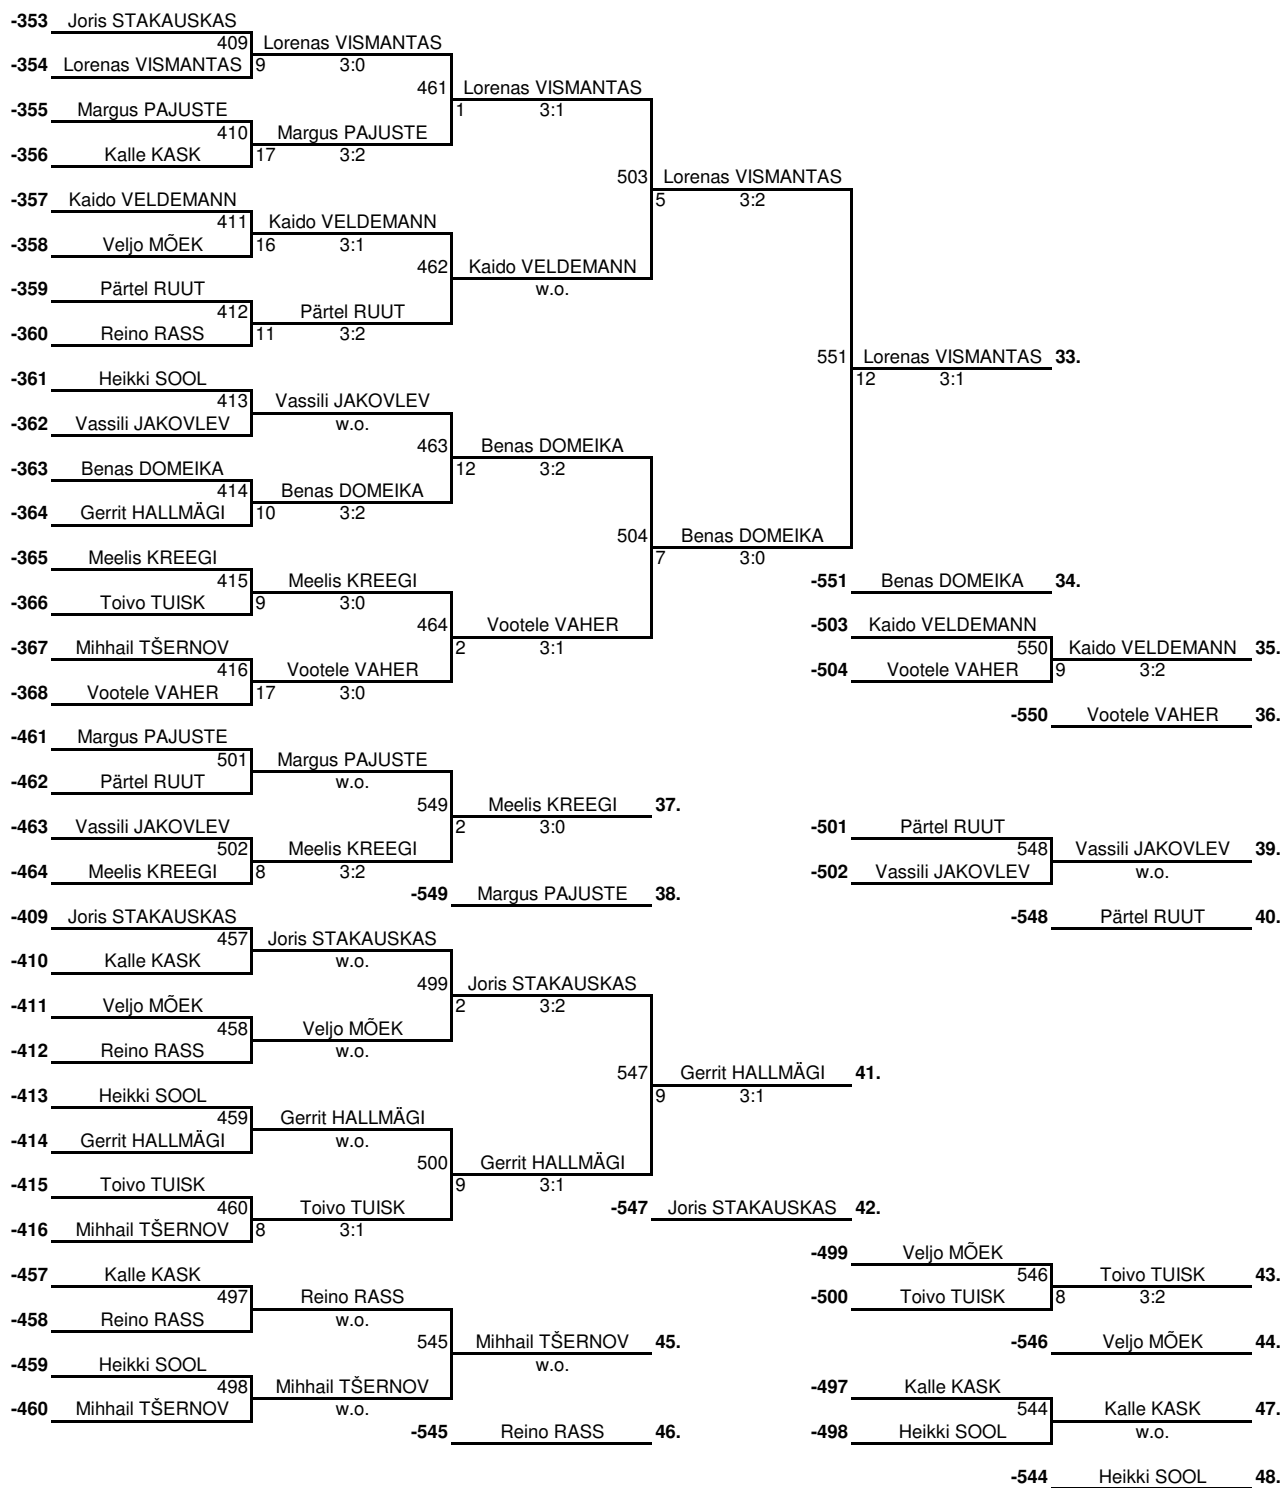 -353 Joris STAKAUSKAS
409 Lorenas VISMANTAS
-354 Lorenas VISMANTAS 9 3:0
461 Lorenas VISMANTAS
-355 Margus PAJUSTE 1 3:1
410 Margus PAJUSTE
-356 Kalle KASK 17 3:2
503 Lorenas VISMANTAS
-357 Kaido VELDEMANN 5 3:2
411 Kaido VELDEMANN
-358 Veljo MÕEK 16 3:1
462 Kaido VELDEMANN
-359 Pärtel RUUT w.o.
412 Pärtel RUUT
-360 Reino RASS 11 3:2
551 Lorenas VISMANTAS 33.
-361 Heikki SOOL 12 3:1
413 Vassili JAKOVLEV
-362 Vassili JAKOVLEV w.o.
463 Benas DOMEIKA
-363 Benas DOMEIKA 12 3:2
414 Benas DOMEIKA
-364 Gerrit HALLMÄGI 10 3:2
504 Benas DOMEIKA
-365 Meelis KREEGI 7 3:0
415 Meelis KREEGI -551 Benas DOMEIKA 34.
-366 Toivo TUISK 9 3:0
464 Vootele VAHER -503 Kaido VELDEMANN
-367 Mihhail TŠERNOV 2 3:1 550 Kaido VELDEMANN 35.
416 Vootele VAHER -504 Vootele VAHER 9 3:2
-368 Vootele VAHER 17 3:0
-550 Vootele VAHER 36.
-461 Margus PAJUSTE
501 Margus PAJUSTE
-462 Pärtel RUUT w.o.
549 Meelis KREEGI 37.
-463 Vassili JAKOVLEV 2 3:0 -501 Pärtel RUUT
502 Meelis KREEGI 548 Vassili JAKOVLEV 39.
-464 Meelis KREEGI 8 3:2 -502 Vassili JAKOVLEV w.o.
-549 Margus PAJUSTE 38.
-409 Joris STAKAUSKAS -548 Pärtel RUUT 40.
457 Joris STAKAUSKAS
-410 Kalle KASK w.o.
499 Joris STAKAUSKAS
-411 Veljo MÕEK 2 3:2
458 Veljo MÕEK
-412 Reino RASS w.o.
547 Gerrit HALLMÄGI 41.
-413 Heikki SOOL 9 3:1
459 Gerrit HALLMÄGI
-414 Gerrit HALLMÄGI w.o.
500 Gerrit HALLMÄGI
-415 Toivo TUISK 9 3:1
460 Toivo TUISK -547 Joris STAKAUSKAS 42.
-416 Mihhail TŠERNOV 8 3:1
-499 Veljo MÕEK
-457 Kalle KASK 546 Toivo TUISK 43.
497 Reino RASS -500 Toivo TUISK 8 3:2
-458 Reino RASS w.o.
545 Mihhail TŠERNOV 45. -546 Veljo MÕEK 44.
-459 Heikki SOOL w.o.
498 Mihhail TŠERNOV -497 Kalle KASK
-460 Mihhail TŠERNOV w.o. 544 Kalle KASK 47.
-545 Reino RASS 46. -498 Heikki SOOL w.o.
-544 Heikki SOOL 48.